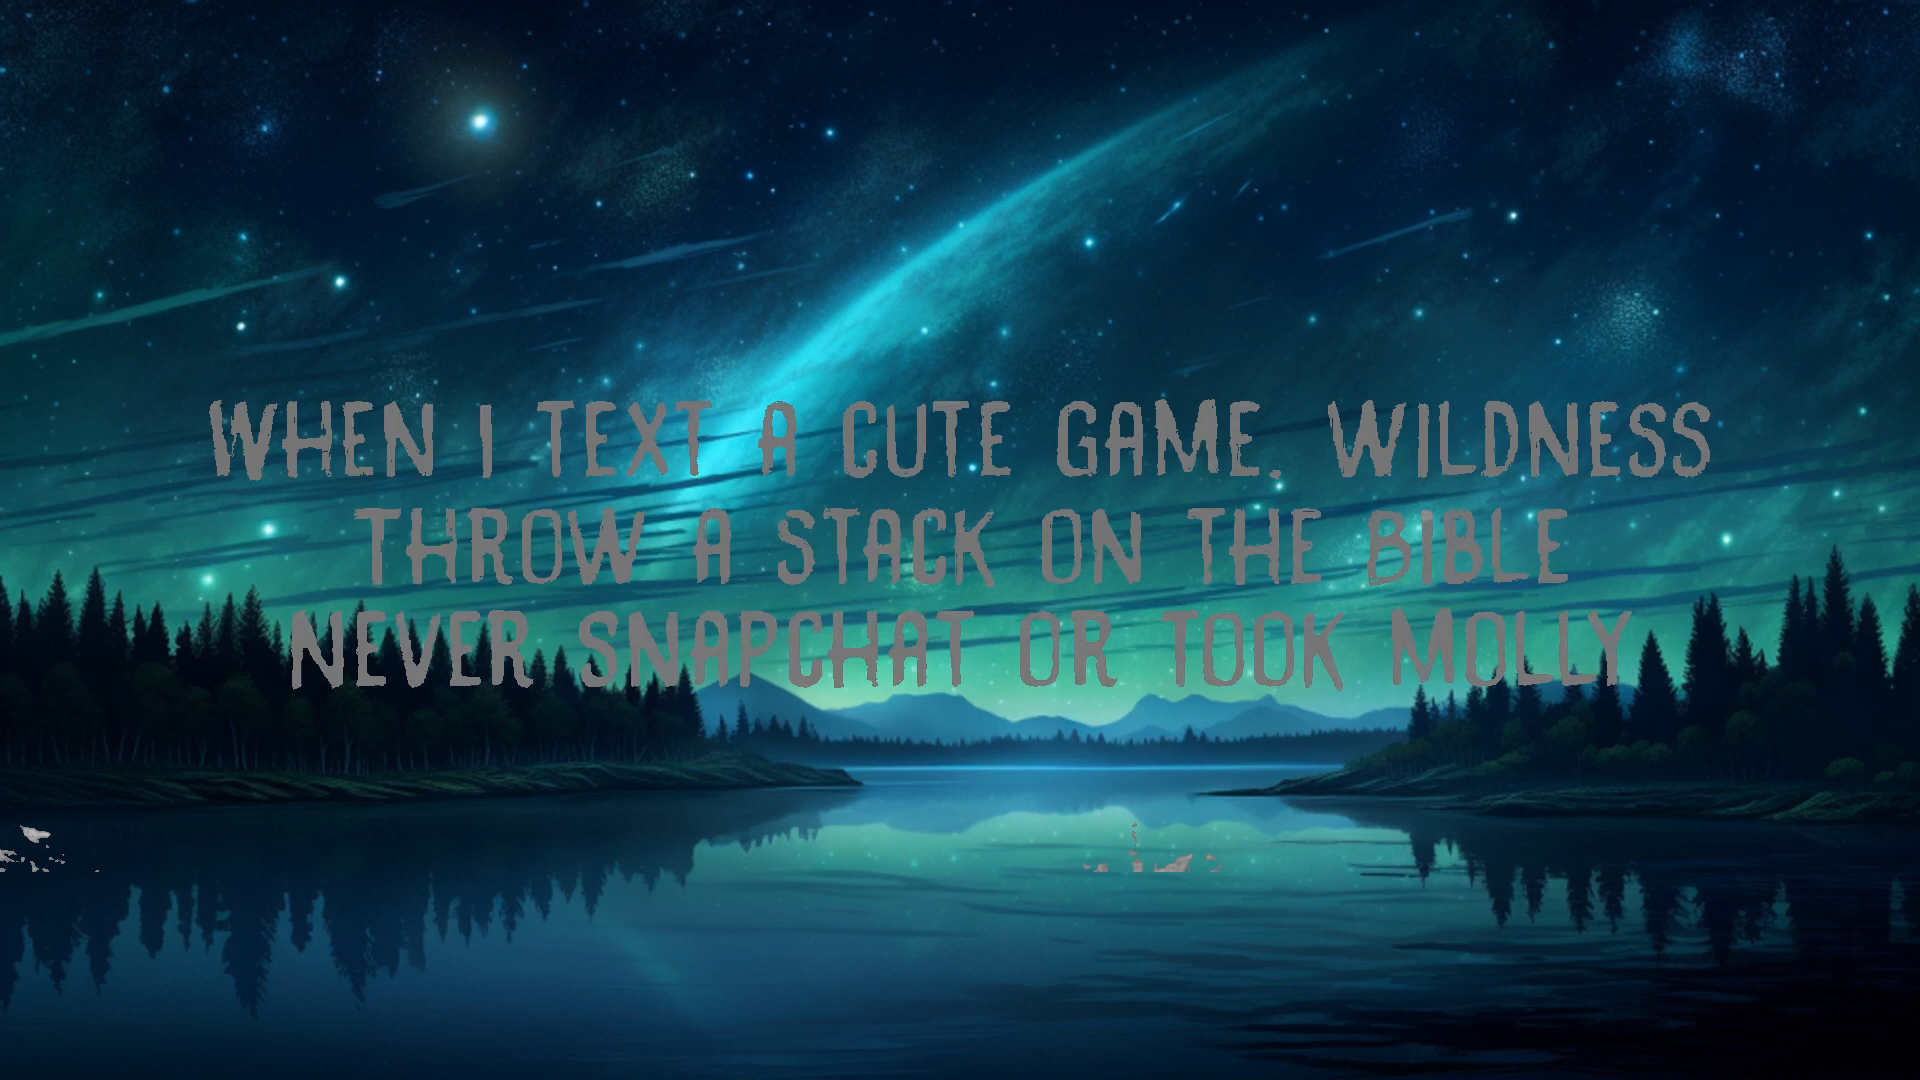 WHEN I TEXT A CUTE GAME. WILDNESS
THROW A STACK ON THE BIBLE
NEVER SNAPCHAT OR TOOK MOLLY